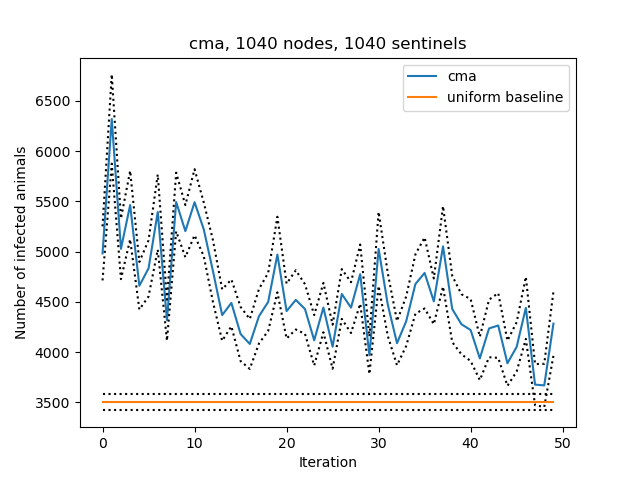 cma, 1040 nodes, 1040 sentinels
cma
uniform baseline
Number of infected animals
6500
6000
5500
5000
4500
4000
3500
0 10 20 30 40 50
Iteration